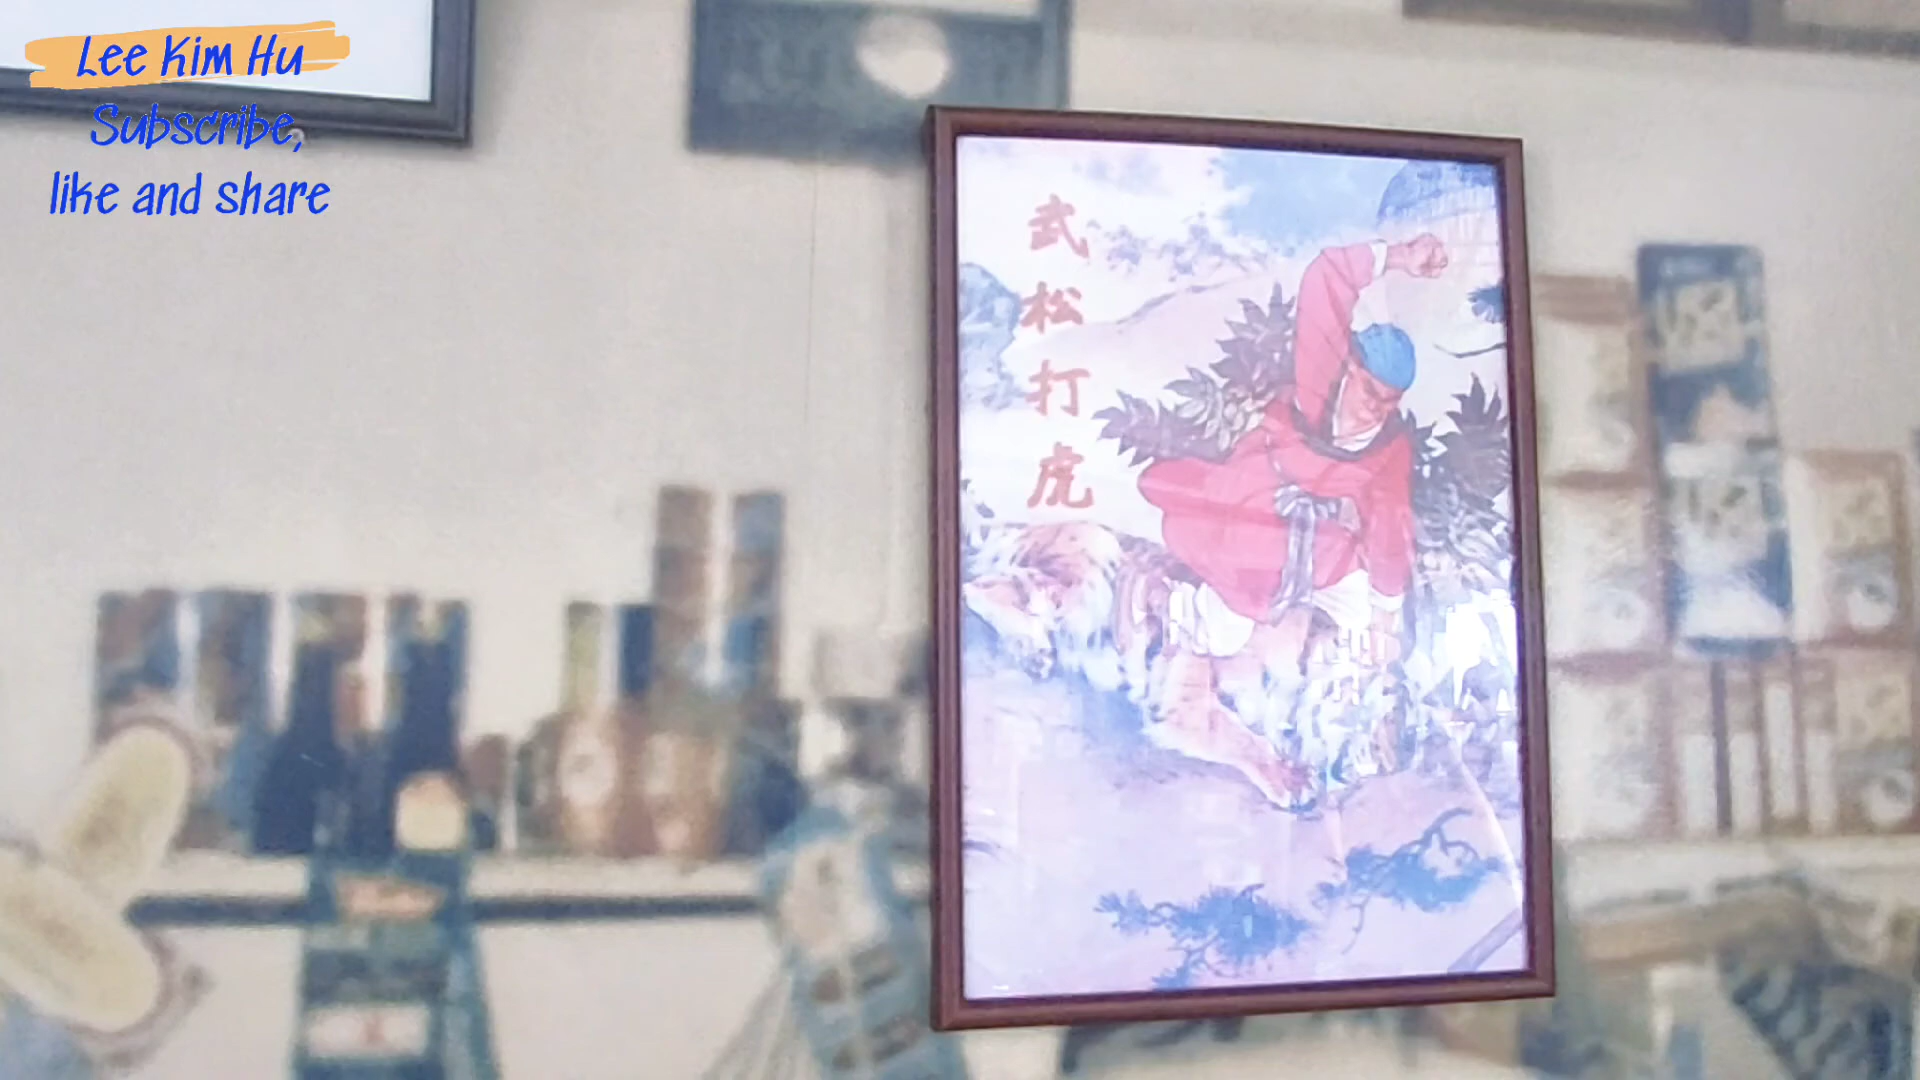 Lee Kim Hu
Subscribe,
like and share
武松打虎